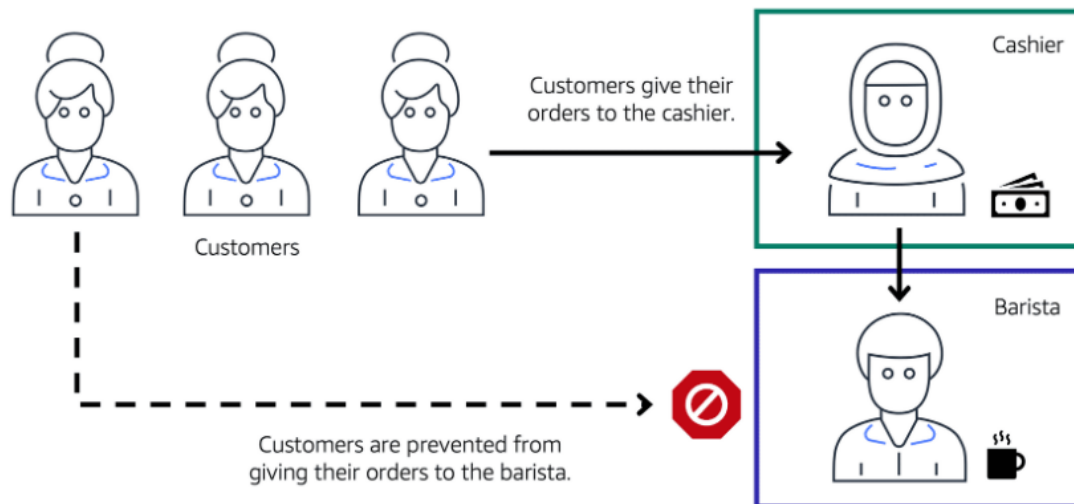 Cashier
Customers give their
orders to the cashier.
Customers
Barista
Customers are prevented from
giving their orders to the barista.